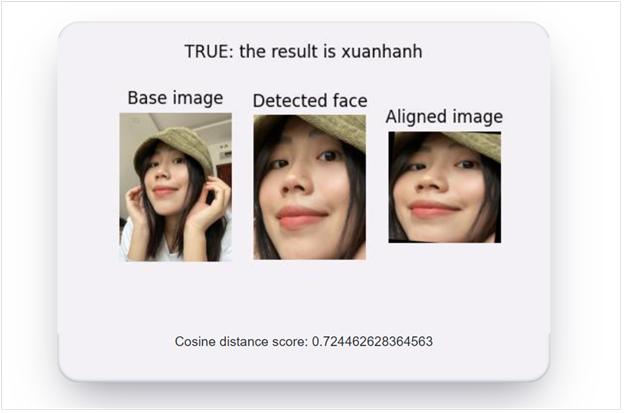 TRUE: the result is xuanhanh
Base image
Detected face
Aligned image
Cosine distance score: 0.724462628364563